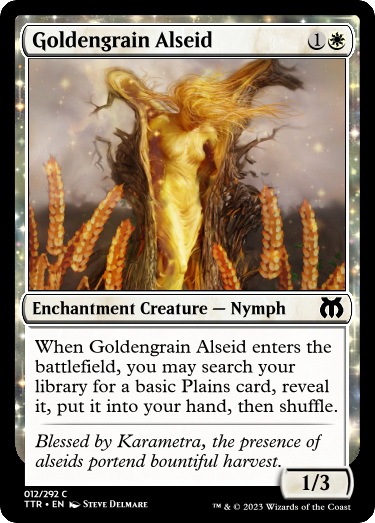 Goldengrain Alseid 1
Enchantment Creature — Nymph
When Goldengrain Alseid enters the
battlefield, you may search your
library for a basic Plains card, reveal
it, put it into your hand, then shuffle.
Blessed by Karametra, the presence of
alseids portend bountiful harvest.
1/3
012/292 C
TTR • EN Steve Delmare
™ & © 2023 Wizards of the Coast